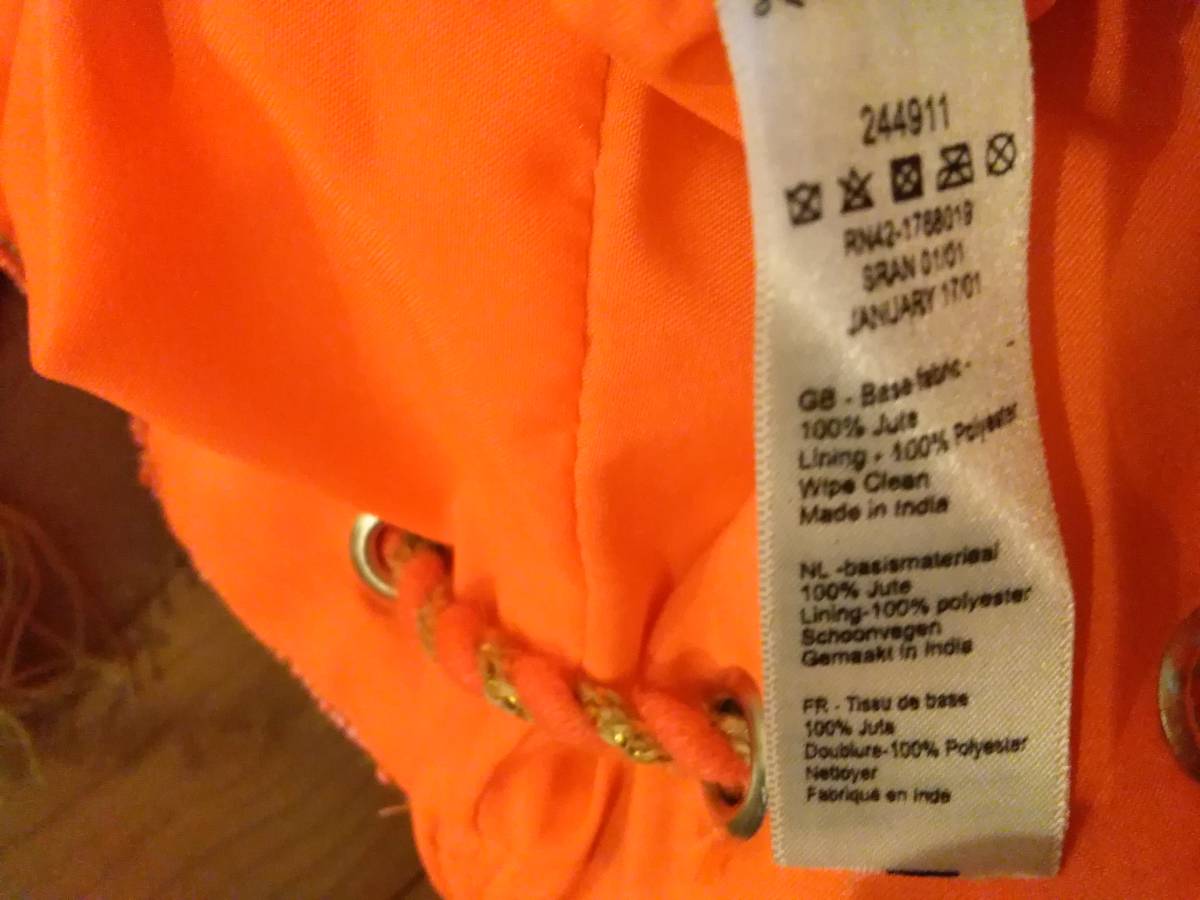 244911
RN42-1768019
SRAN 01/01
JANUARY 17/01
GB - Base fabric -
100% Jute
Lining - 100% Polyester
Wipe Clean
Made in India
NL -basismateriaal
100% Jute
Lining-100% polyester
Schoonvegen
Gemaakt in India
FR - Tissu de base
100% Jute
Doublure-100% Polyester
Nettoyer
Fabriqué en Inde